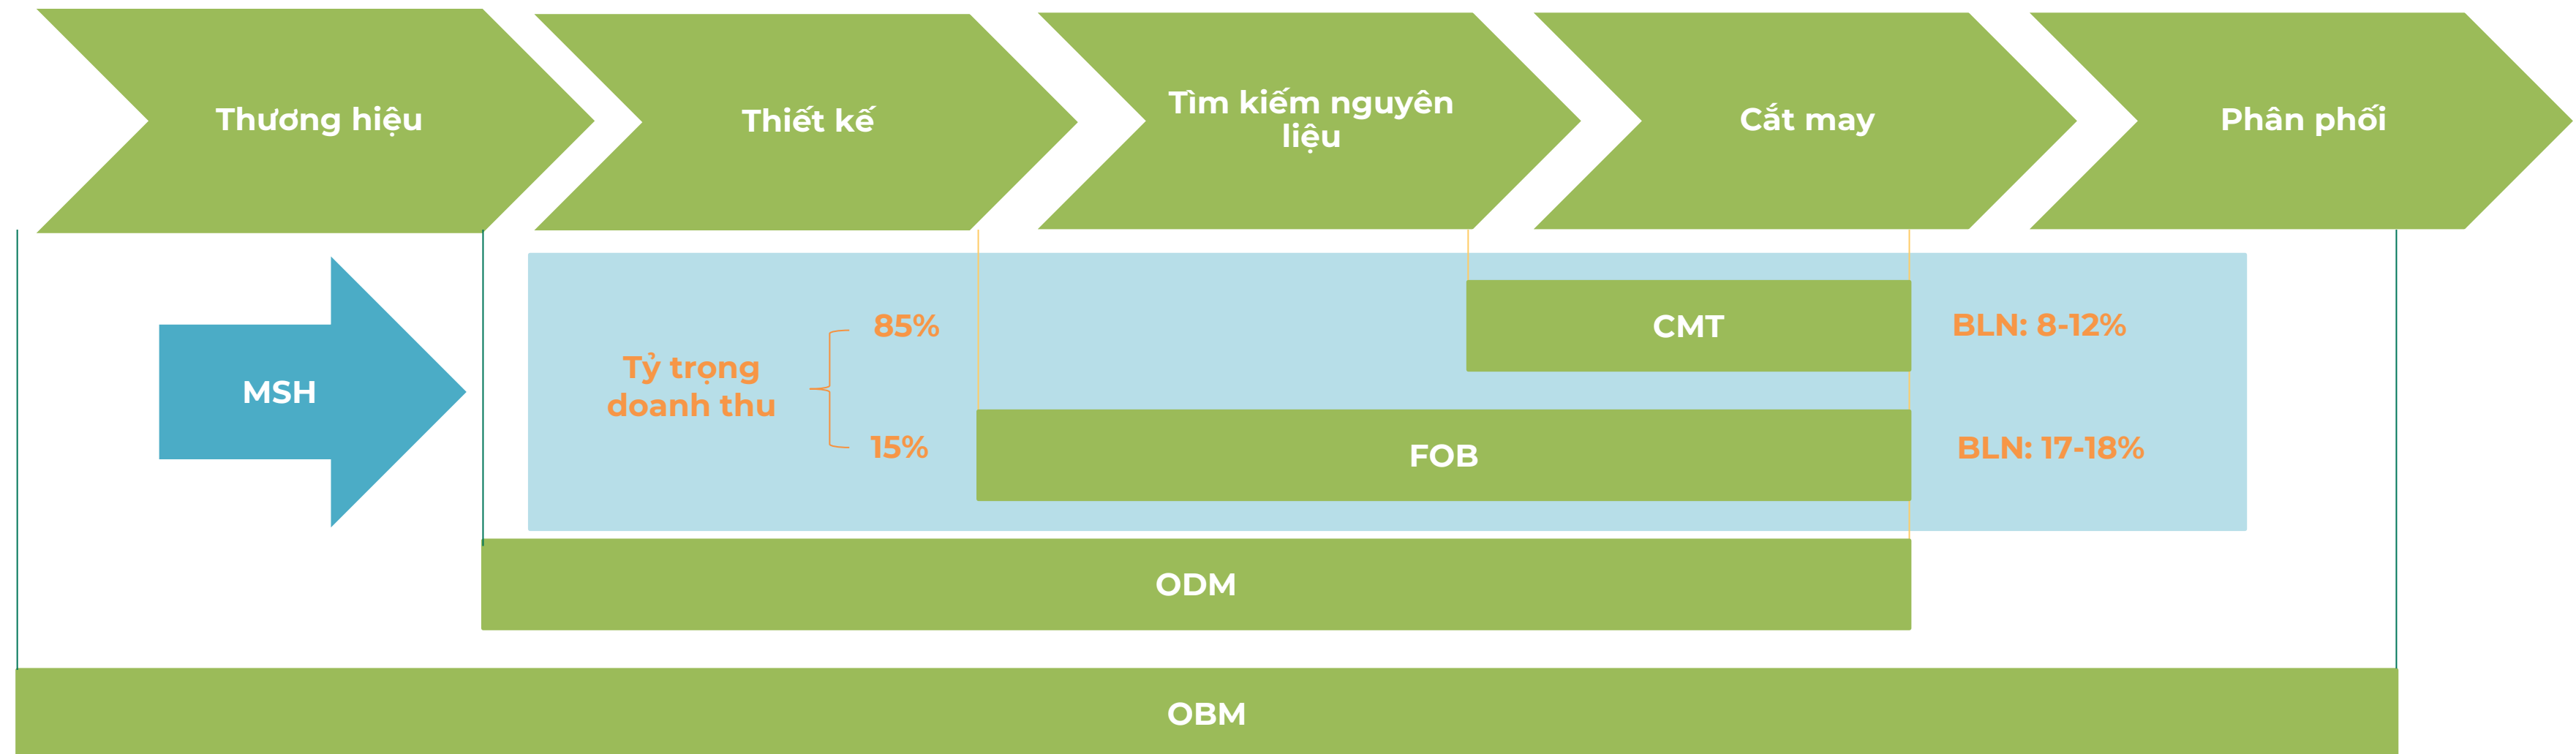 Thương hiệu
Thiết kế
Tìm kiếm nguyên
liệu
Cắt may
Phân phối
MSH
Tỷ trọng
doanh thu
85%
15%
CMT
BLN: 8-12%
FOB
BLN: 17-18%
ODM
OBM